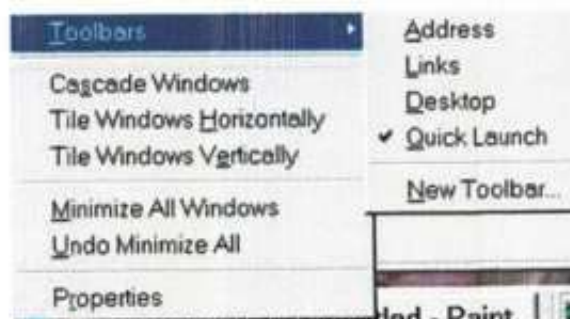 Toolbars
Cascade Windows
Tile Windows Horizontally
Tile Windows Vertically
Minimize All Windows
Undo Minimize All
Properties
Address
Links
Desktop
Quick Launch
New Toolbar...
- Paint